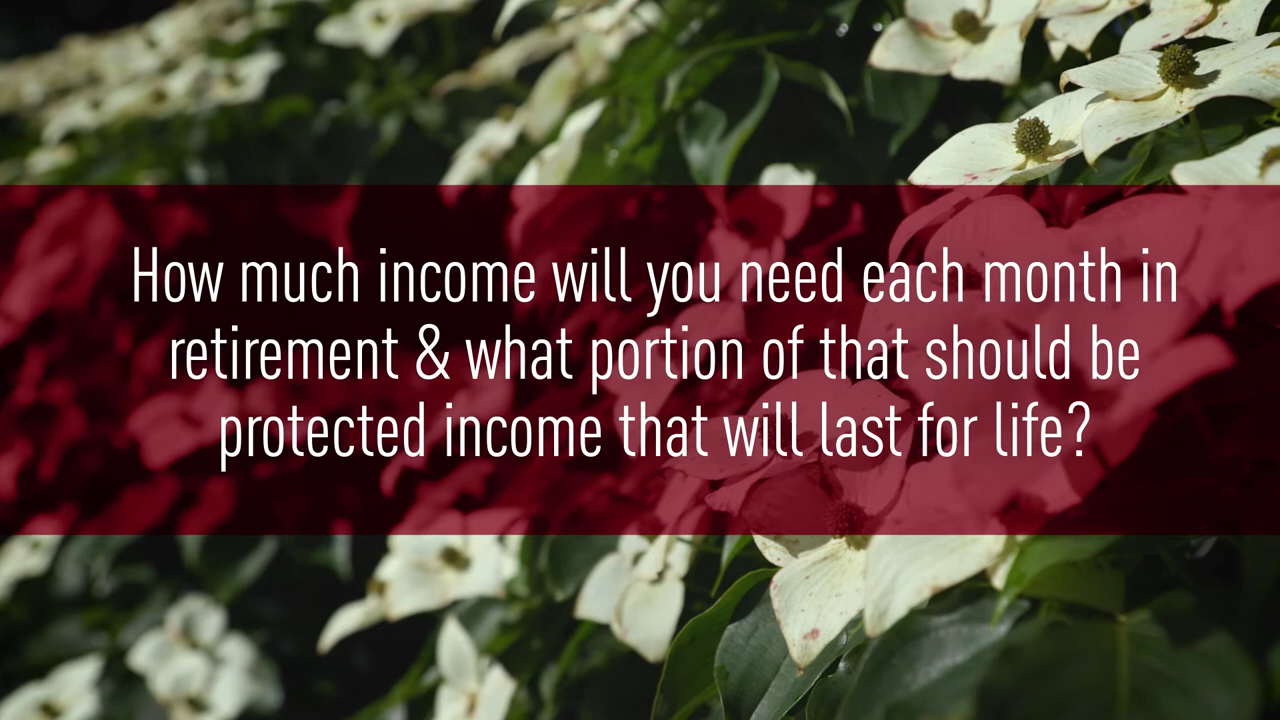 How much income will you need each month in
retirement & what portion of that should be
protected income that will last for life?